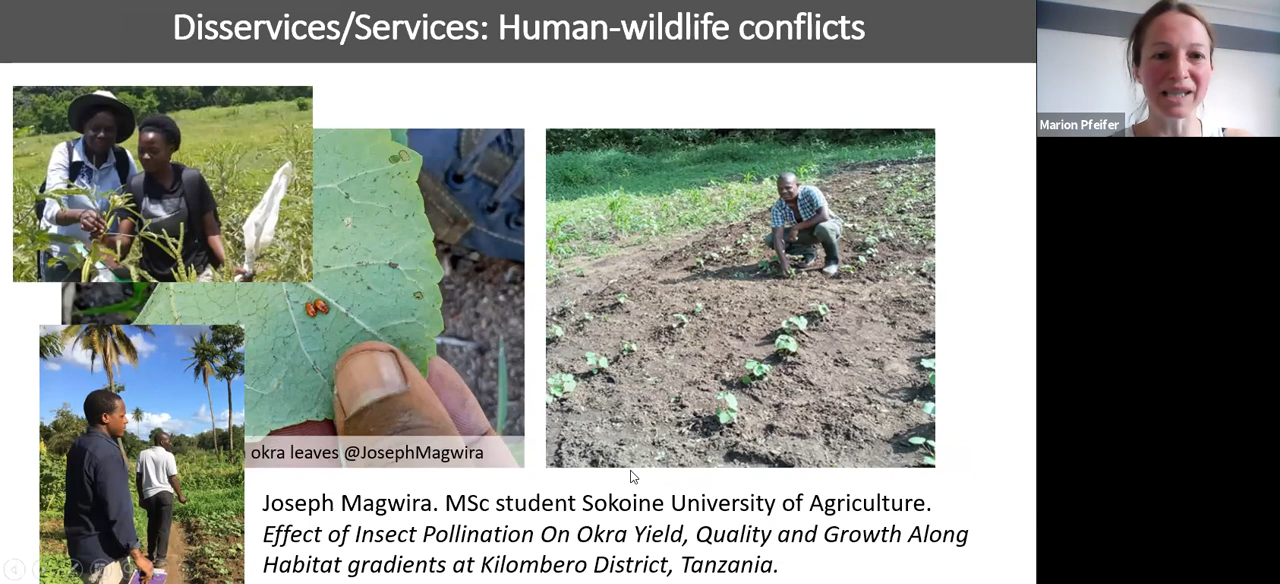 Disservices/Services: Human-wildlife conflicts
Marion Pfeifer
okra leaves @JosephMagwira
Joseph Magwira. MSc student Sokoine University of Agriculture.
Effect of Insect Pollination On Okra Yield, Quality and Growth Along
Habitat gradients at Kilombero District, Tanzania.